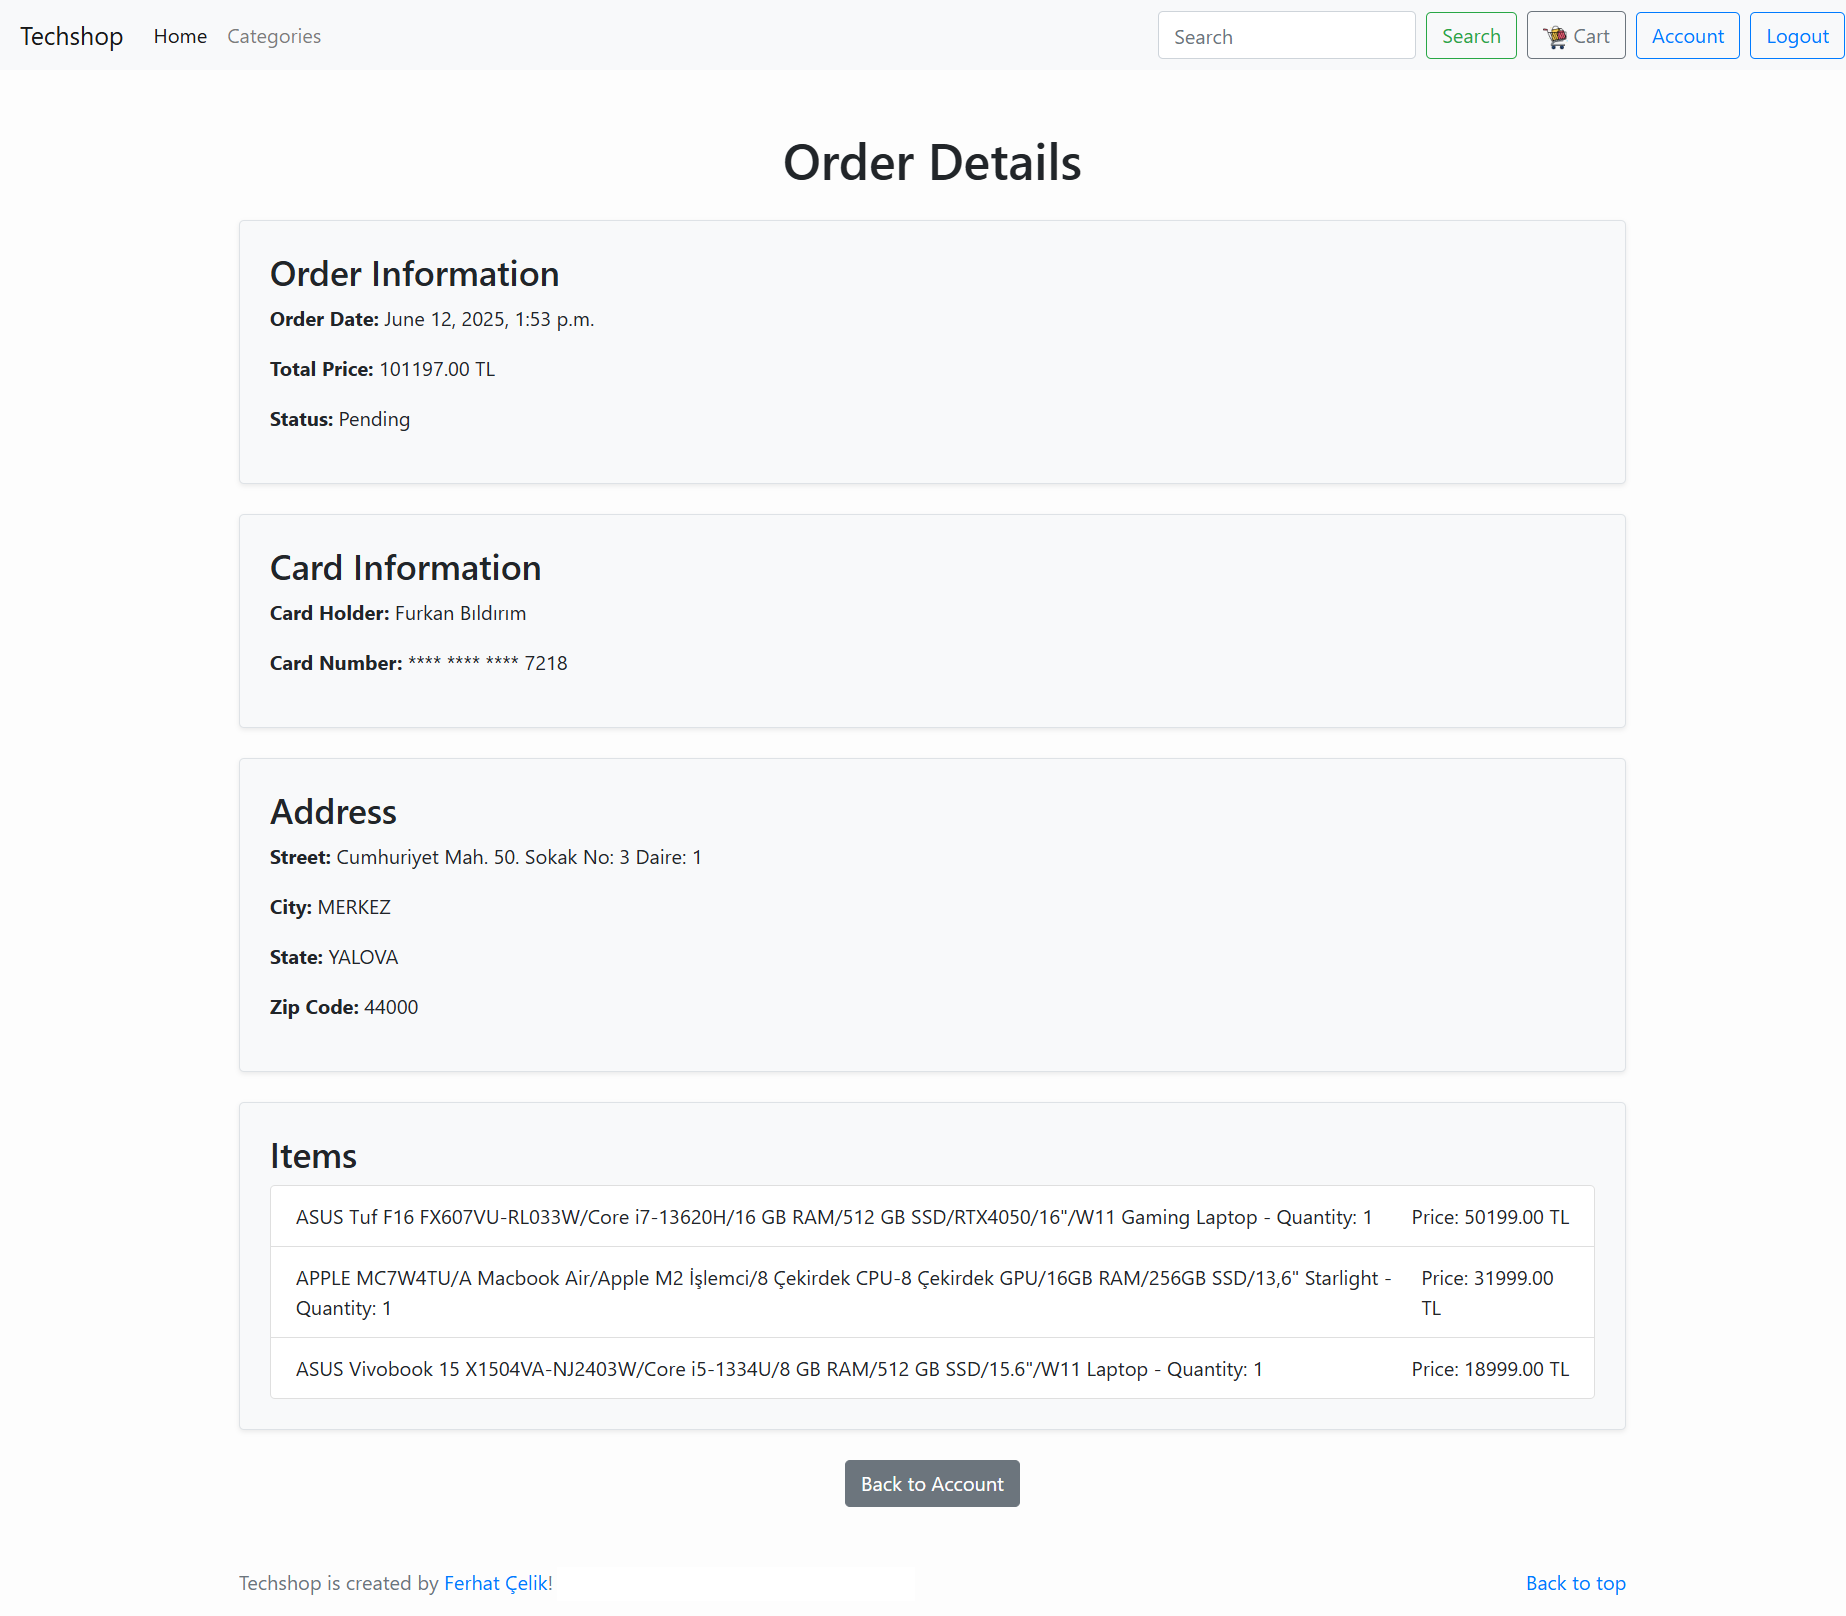 Techshop Home Categories Search Search Cart Account Logout
Order Details
Order Information
Order Date: June 12, 2025, 1:53 p.m.
Total Price: 101197.00 TL
Status: Pending
Card Information
Card Holder: Furkan Bıldırım
Card Number: **** **** **** 7218
Address
Street: Cumhuriyet Mah. 50. Sokak No: 3 Daire: 1
City: MERKEZ
State: YALOVA
Zip Code: 44000
Items
ASUS Tuf F16 FX607VU-RL033W/Core i7-13620H/16 GB RAM/512 GB SSD/RTX4050/16"/W11 Gaming Laptop - Quantity: 1 Price: 50199.00 TL
APPLE MC7W4TU/A Macbook Air/Apple M2 İşlemci/8 Çekirdek CPU-8 Çekirdek GPU/16GB RAM/256GB SSD/13,6" Starlight - Price: 31999.00
Quantity: 1 TL
ASUS Vivobook 15 X1504VA-NJ2403W/Core i5-1334U/8 GB RAM/512 GB SSD/15.6"/W11 Laptop - Quantity: 1 Price: 18999.00 TL
Back to Account
Techshop is created by Ferhat Çelik! Back to top